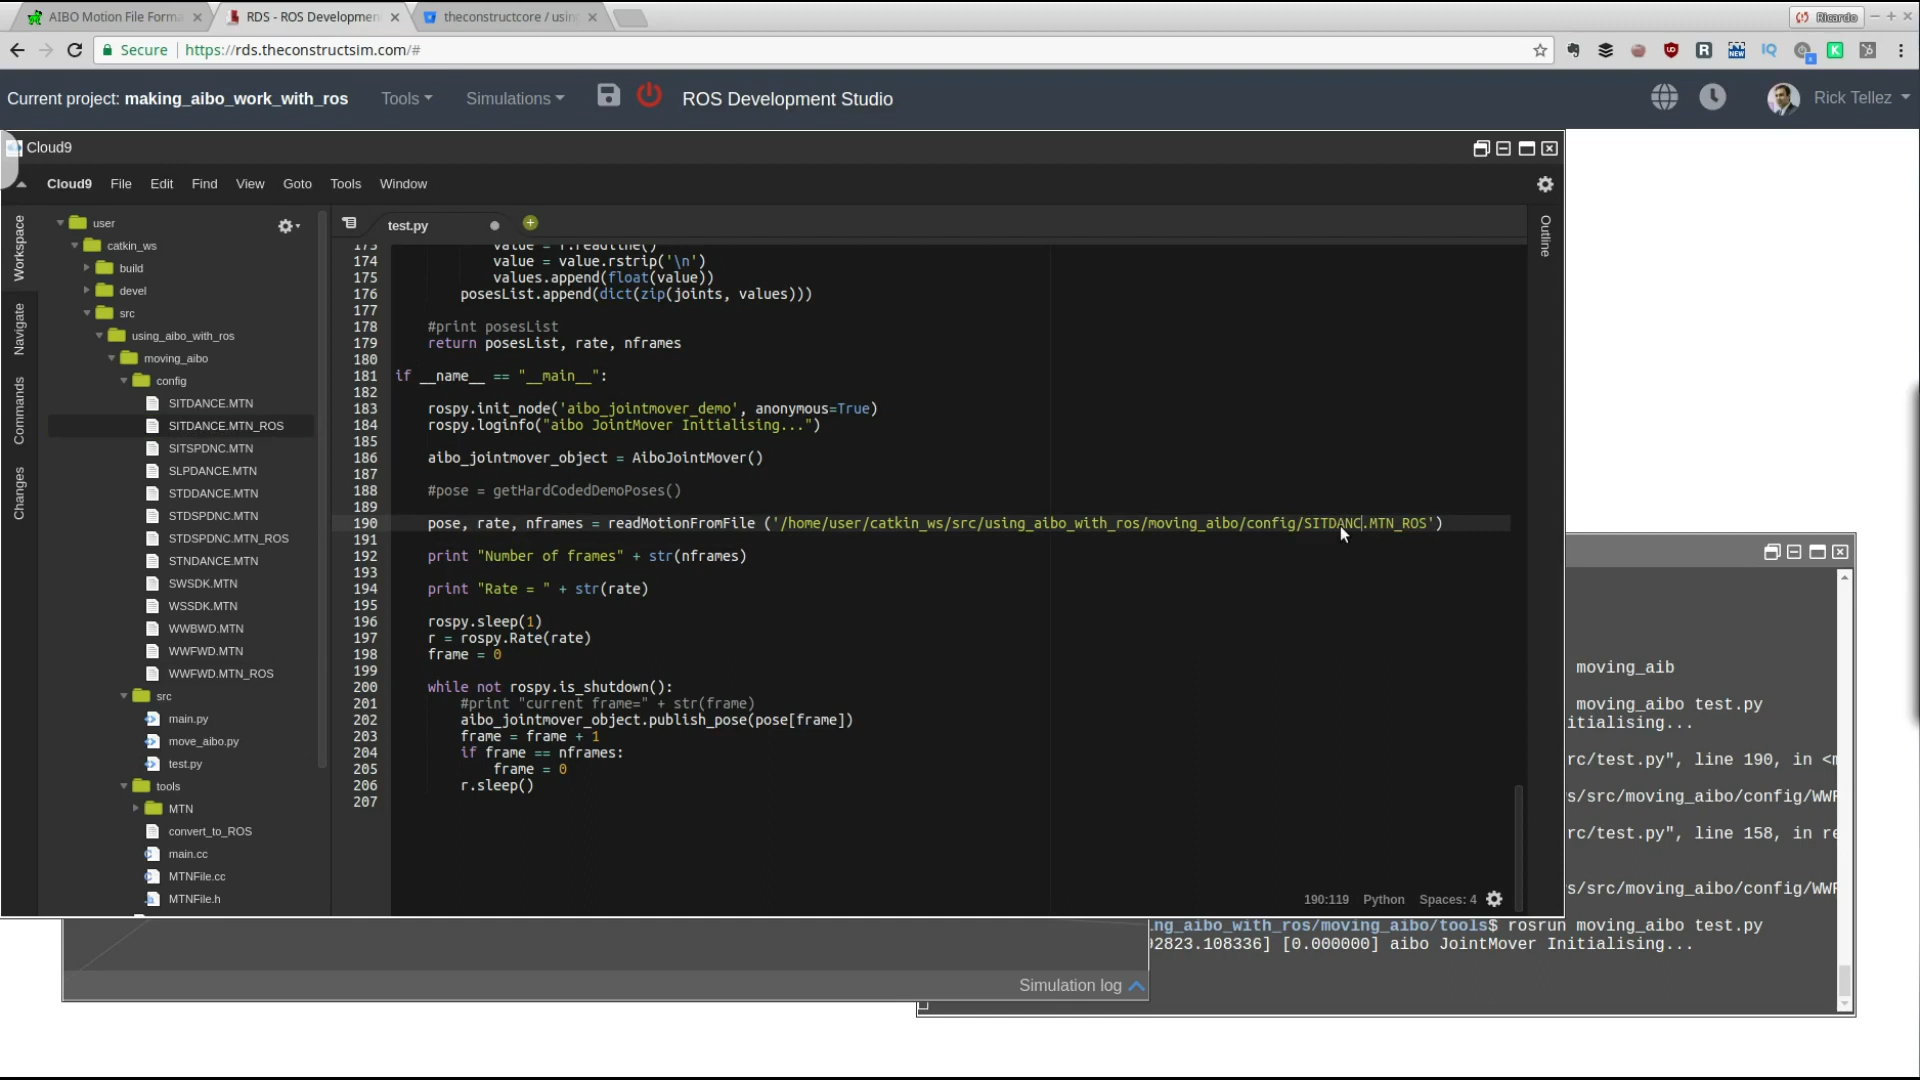 AIBO Motion File Forma
RDS - ROS Developmen
theconstructcore / usin
Ricardo
Secure
https://rds.theconstructsim.com/#
Current project: making_aibo_work_with_ros
Tools
Simulations
ROS Development Studio
Rick Tellez
Cloud9
Cloud9 File Edit Find View Goto Tools Window
Workspace
Navigate
Commands
Changes
Outline
user
catkin_ws
build
devel
src
using_aibo_with_ros
moving_aibo
config
SITDANCE.MTN
SITDANCE.MTN_ROS
SITSPDNC.MTN
SLPDANCE.MTN
STDDANCE.MTN
STDSPDNC.MTN
STDSPDNC.MTN_ROS
STNDANCE.MTN
SWSDK.MTN
WSSDK.MTN
WWBWD.MTN
WWFWD.MTN
WWFWD.MTN_ROS
src
main.py
move_aibo.py
test.py
tools
MTN
convert_to_ROS
main.cc
MTNFile.cc
MTNFile.h
test.py
173 value = f.readline()
174 value = value.rstrip('\n')
175 values.append(float(value))
176 posesList.append(dict(zip(joints, values)))
177
178 #print posesList
179 return posesList, rate, nframes
180
181 if __name__ == "__main__":
182
183 rospy.init_node('aibo_jointmover_demo', anonymous=True)
184 rospy.loginfo("aibo JointMover Initialising...")
185
186 aibo_jointmover_object = AiboJointMover()
187
188 #pose = getHardCodedDemoPoses()
189
190 pose, rate, nframes = readMotionFromFile ('/home/user/catkin_ws/src/using_aibo_with_ros/moving_aibo/config/SITDANC.MTN_ROS')
191
192 print "Number of frames" + str(nframes)
193
194 print "Rate = " + str(rate)
195
196 rospy.sleep(1)
197 r = rospy.Rate(rate)
198 frame = 0
199
200 while not rospy.is_shutdown():
201 #print "current frame=" + str(frame)
202 aibo_jointmover_object.publish_pose(pose[frame])
203 frame = frame + 1
204 if frame == nframes:
205 frame = 0
206 r.sleep()
207
190:119 Python Spaces: 4
moving_aib
moving_aibo test.py
itialising...
rc/test.py", line 190, in <m
s/src/moving_aibo/config/WWF
rc/test.py", line 158, in re
s/src/moving_aibo/config/WWF
ng_aibo_with_ros/moving_aibo/tools$ rosrun moving_aibo test.py
92823.108336] [0.000000] aibo JointMover Initialising...
Simulation log